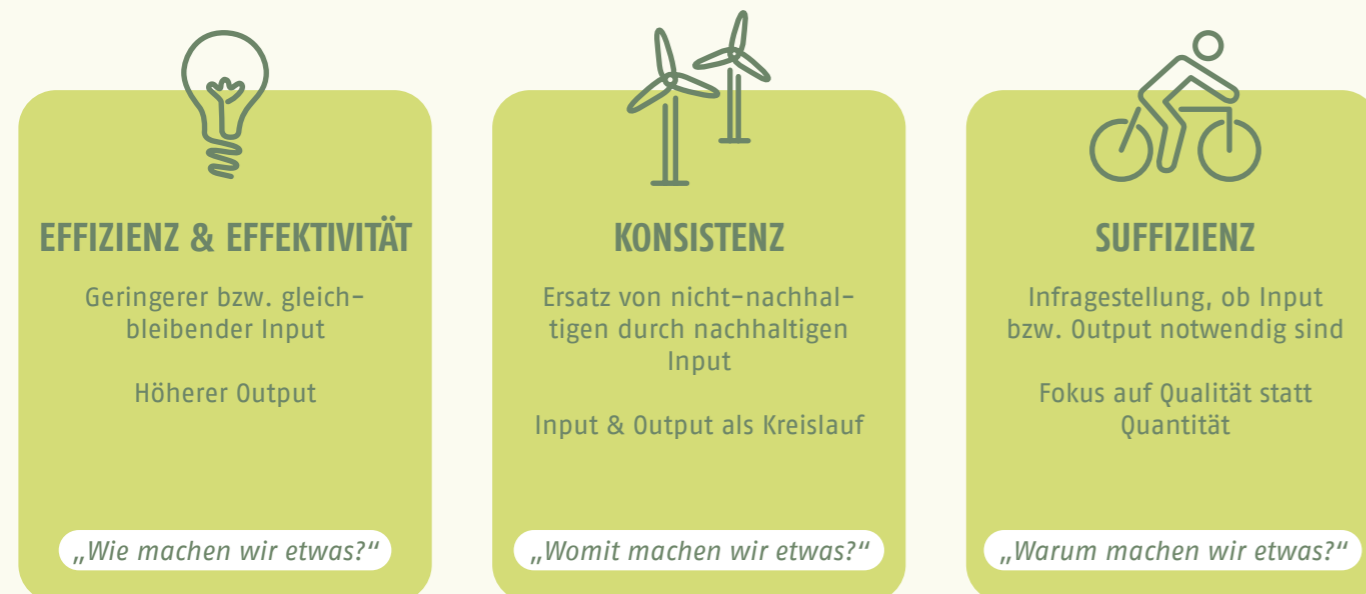 EFFIZIENZ & EFFEKTIVITÄT
Geringerer bzw. gleich-
bleibender Input
Höherer Output
„Wie machen wir etwas?“
KONSISTENZ
Ersatz von nicht-nachhal-
tigen durch nachhaltigen
Input
Input & Output als Kreislauf
„Womit machen wir etwas?“
SUFFIZIENZ
Infragestellung, ob Input
bzw. Output notwendig sind
Fokus auf Qualität statt
Quantität
„Warum machen wir etwas?“